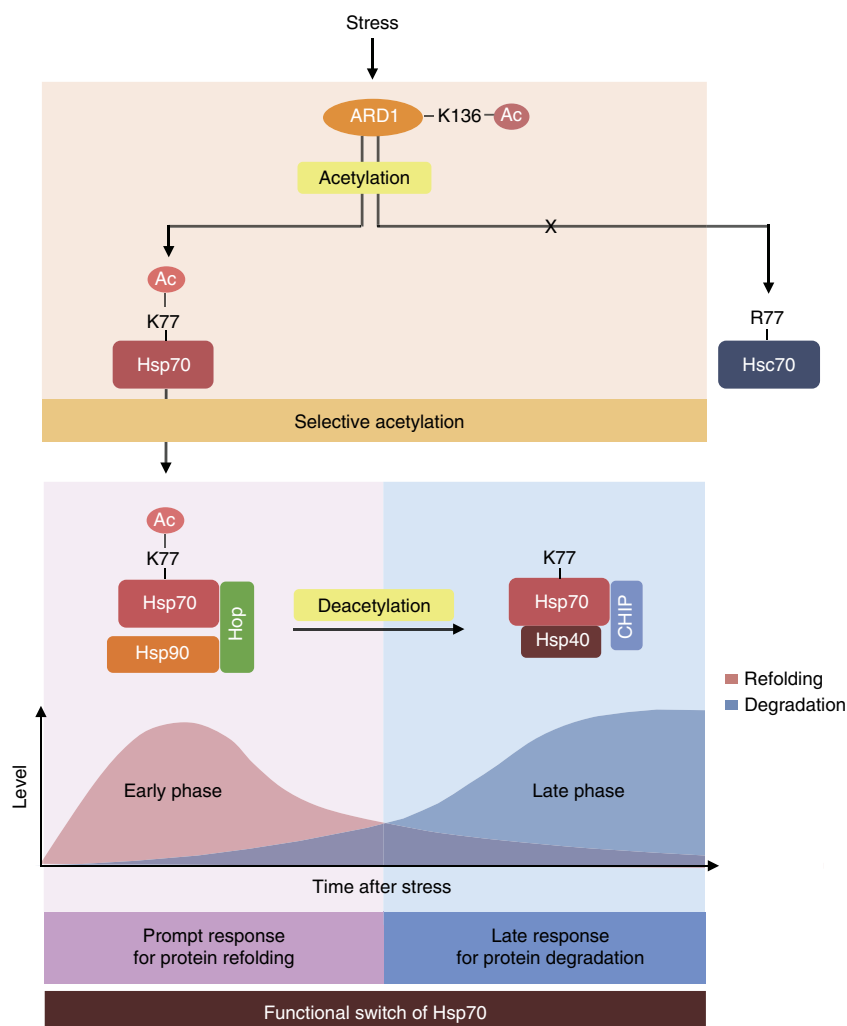 Stress
ARD1
K136
Ac
Acetylation
X
Ac
K77
Hsp70
R77
Hsc70
Selective acetylation
Ac
K77
Hsp70
Hop
Hsp90
Deacetylation
K77
Hsp70
CHIP
Hsp40
Refolding
Degradation
Level
Early phase
Late phase
Time after stress
Prompt response
for protein refolding
Late response
for protein degradation
Functional switch of Hsp70